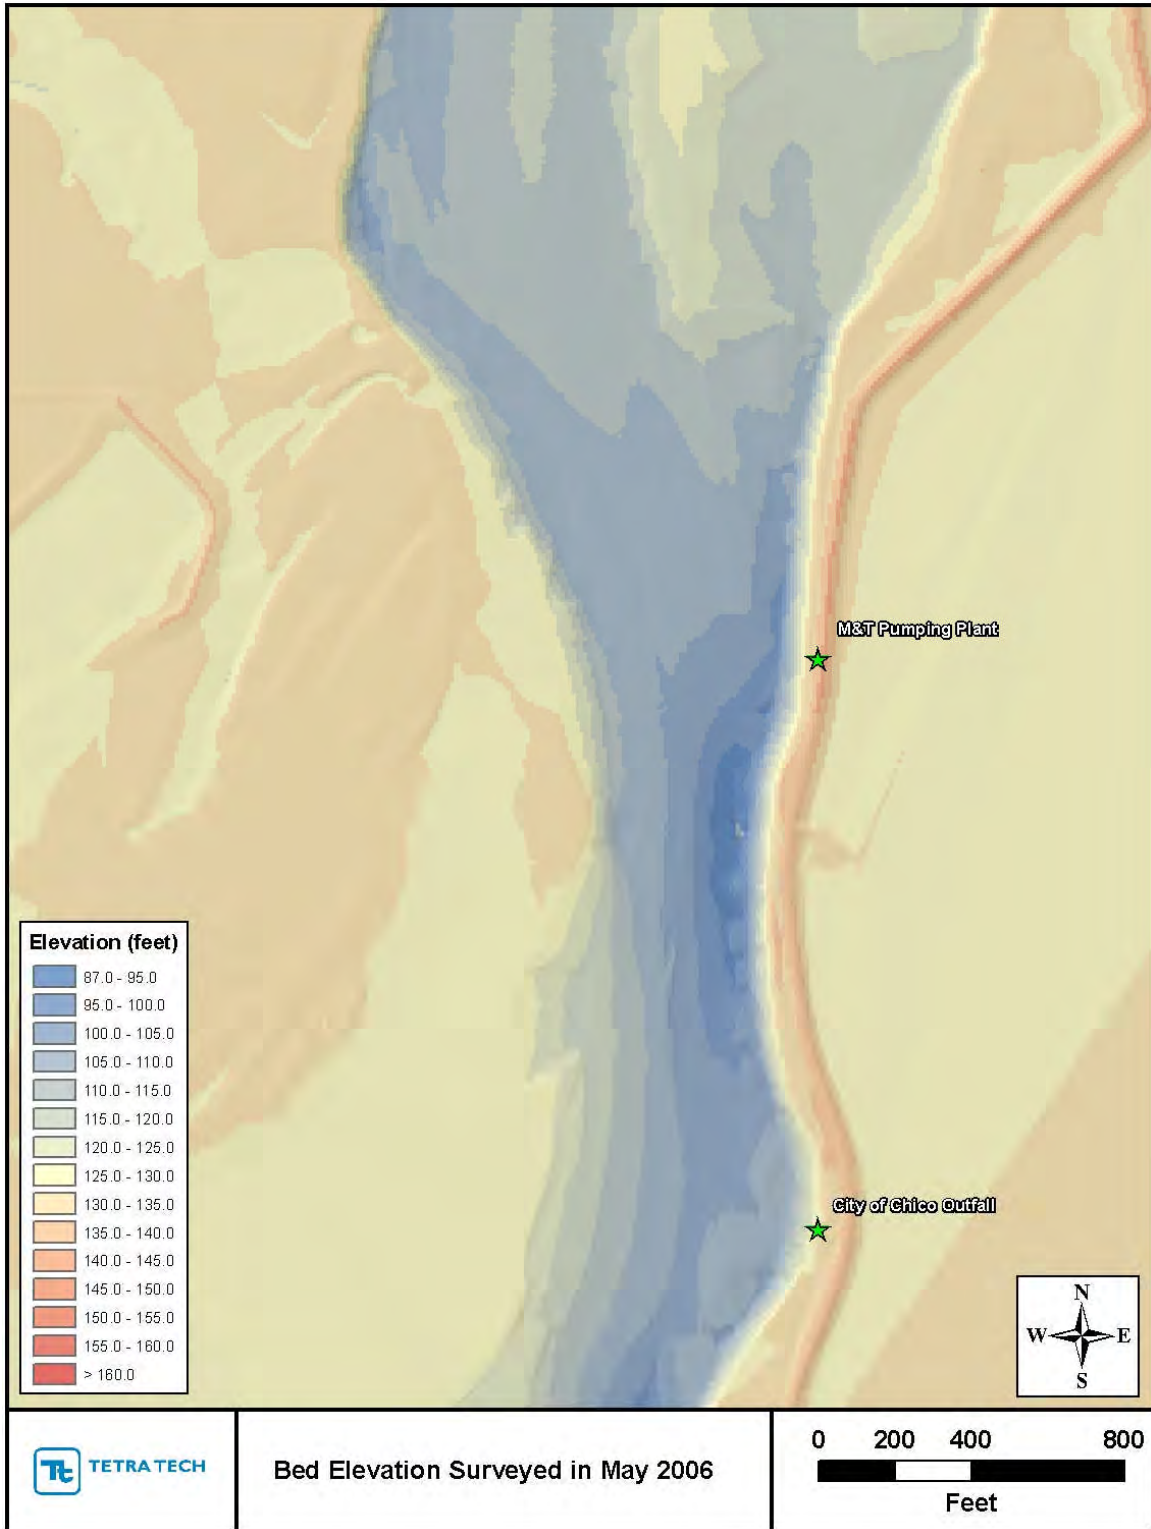 M&T Pumping Plant
Elevation (feet)
87.0 - 95.0
95.0 - 100.0
100.0 - 105.0
105.0 - 110.0
110.0 - 115.0
115.0 - 120.0
120.0 - 125.0
125.0 - 130.0
130.0 - 135.0
135.0 - 140.0
140.0 - 145.0
145.0 - 150.0
150.0 - 155.0
155.0 - 160.0
> 160.0
City of Chico Outfall
N
W E
S
Tt TETRA TECH
Bed Elevation Surveyed in May 2006
0 200 400 800
Feet